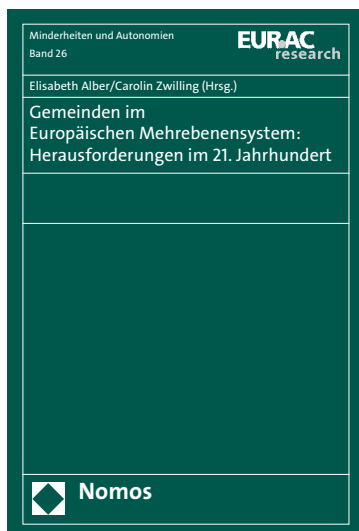 Minderheiten und Autonomien
Band 26
EURAC
research
Elisabeth Alber/Carolin Zwilling (Hrsg.)
Gemeinden im
Europäischen Mehrebenensystem:
Herausforderungen im 21. Jahrhundert
Nomos